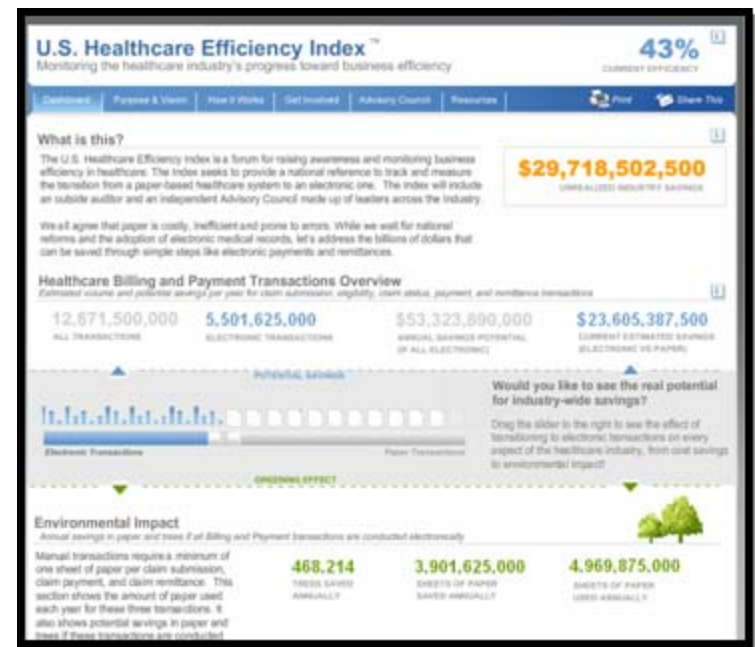 U.S. Healthcare Efficiency Index ™
Monitoring the healthcare industry's progress toward business efficiency
43%
CURRENT EFFICIENCY
Dashboard
Purpose & Vision
How It Works
Get Involved
Advisory Council
Resources
Print
Share This
What is this?
The U.S. Healthcare Efficiency Index is a forum for raising awareness and monitoring business
efficiency in healthcare. The Index seeks to provide a national reference to track and measure
the transition from a paper-based healthcare system to an electronic one. The Index will include
an outside auditor and an independent Advisory Council made up of leaders across the Industry.
We all agree that paper is costly, inefficient and prone to errors. While we wait for national
reforms and the adoption of electronic medical records, let's address the billions of dollars that
can be saved through simple steps like electronic payments and remittances.
$29,718,502,500
UNREALIZED INDUSTRY SAVINGS
Healthcare Billing and Payment Transactions Overview
Estimated volume and potential savings per year for claim submission, eligibility, claim status, payment, and remittance transactions
12,871,500,000
ALL TRANSACTIONS
5,501,625,000
ELECTRONIC TRANSACTIONS
$53,323,890,000
ANNUAL SAVINGS POTENTIAL
(IF ALL ELECTRONIC)
$23,605,387,500
CURRENT ESTIMATED SAVINGS
(ELECTRONIC VS PAPER)
POTENTIAL SAVINGS
Electronic Transactions
Paper Transactions
Would you like to see the real potential
for industry-wide savings?
Drag the slider to the right to see the effect of
transitioning to electronic transactions on every
aspect of the healthcare industry, from cost savings
to environmental impact!
GREENING EFFECT
Environmental Impact
Annual savings in paper and trees if all Billing and Payment transactions are conducted electronically
Manual transactions require a minimum of
one sheet of paper per claim submission,
claim payment, and claim remittance. This
section shows the amount of paper used
each year for these three transactions. It
also shows potential savings in paper and
trees if these transactions are conducted
468,214
TREES SAVED
ANNUALLY
3,901,625,000
SHEETS OF PAPER
SAVED ANNUALLY
4,969,875,000
SHEETS OF PAPER
USED ANNUALLY